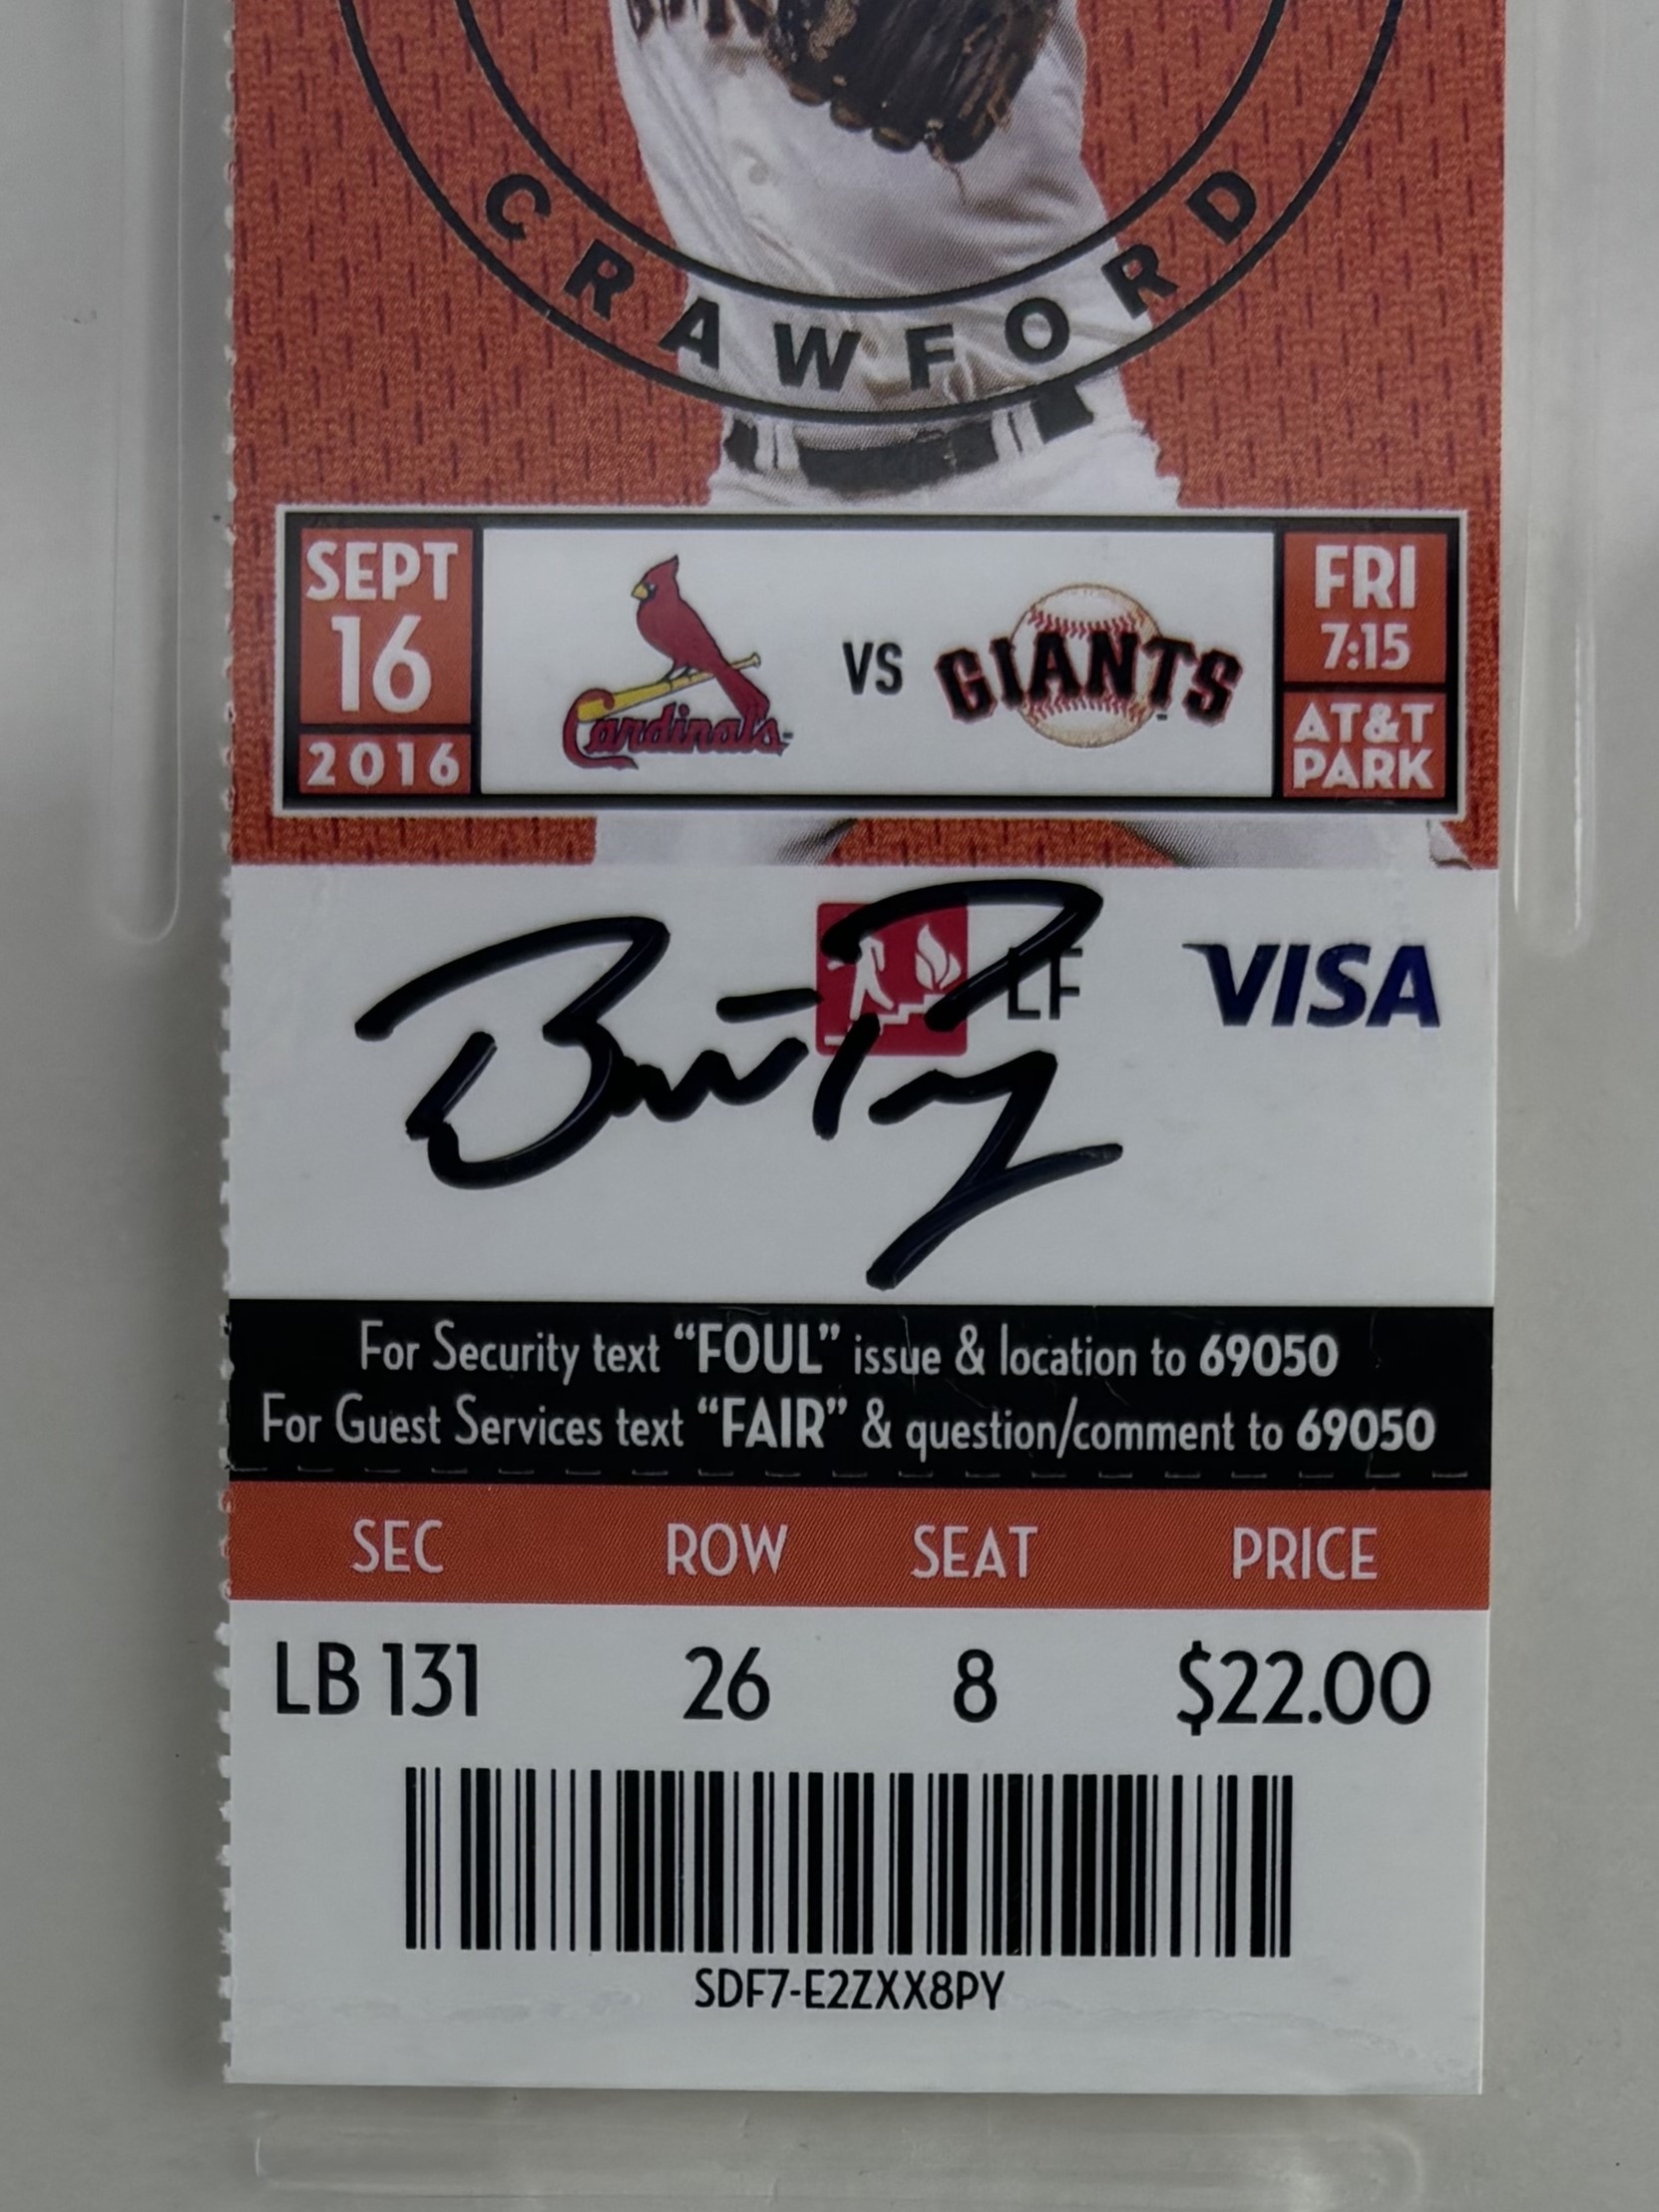 CRAWFORD
SEPT
16
2016
Cardinals
VS
GIANTS
FRI
7:15
AT&T
PARK
LF
VISA
For Security text “FOUL” issue & location to 69050
For Guest Services text “FAIR” & question/comment to 69050
SEC ROW SEAT PRICE
LB 131 26 8 $22.00
SDF7-E2ZXX8PY